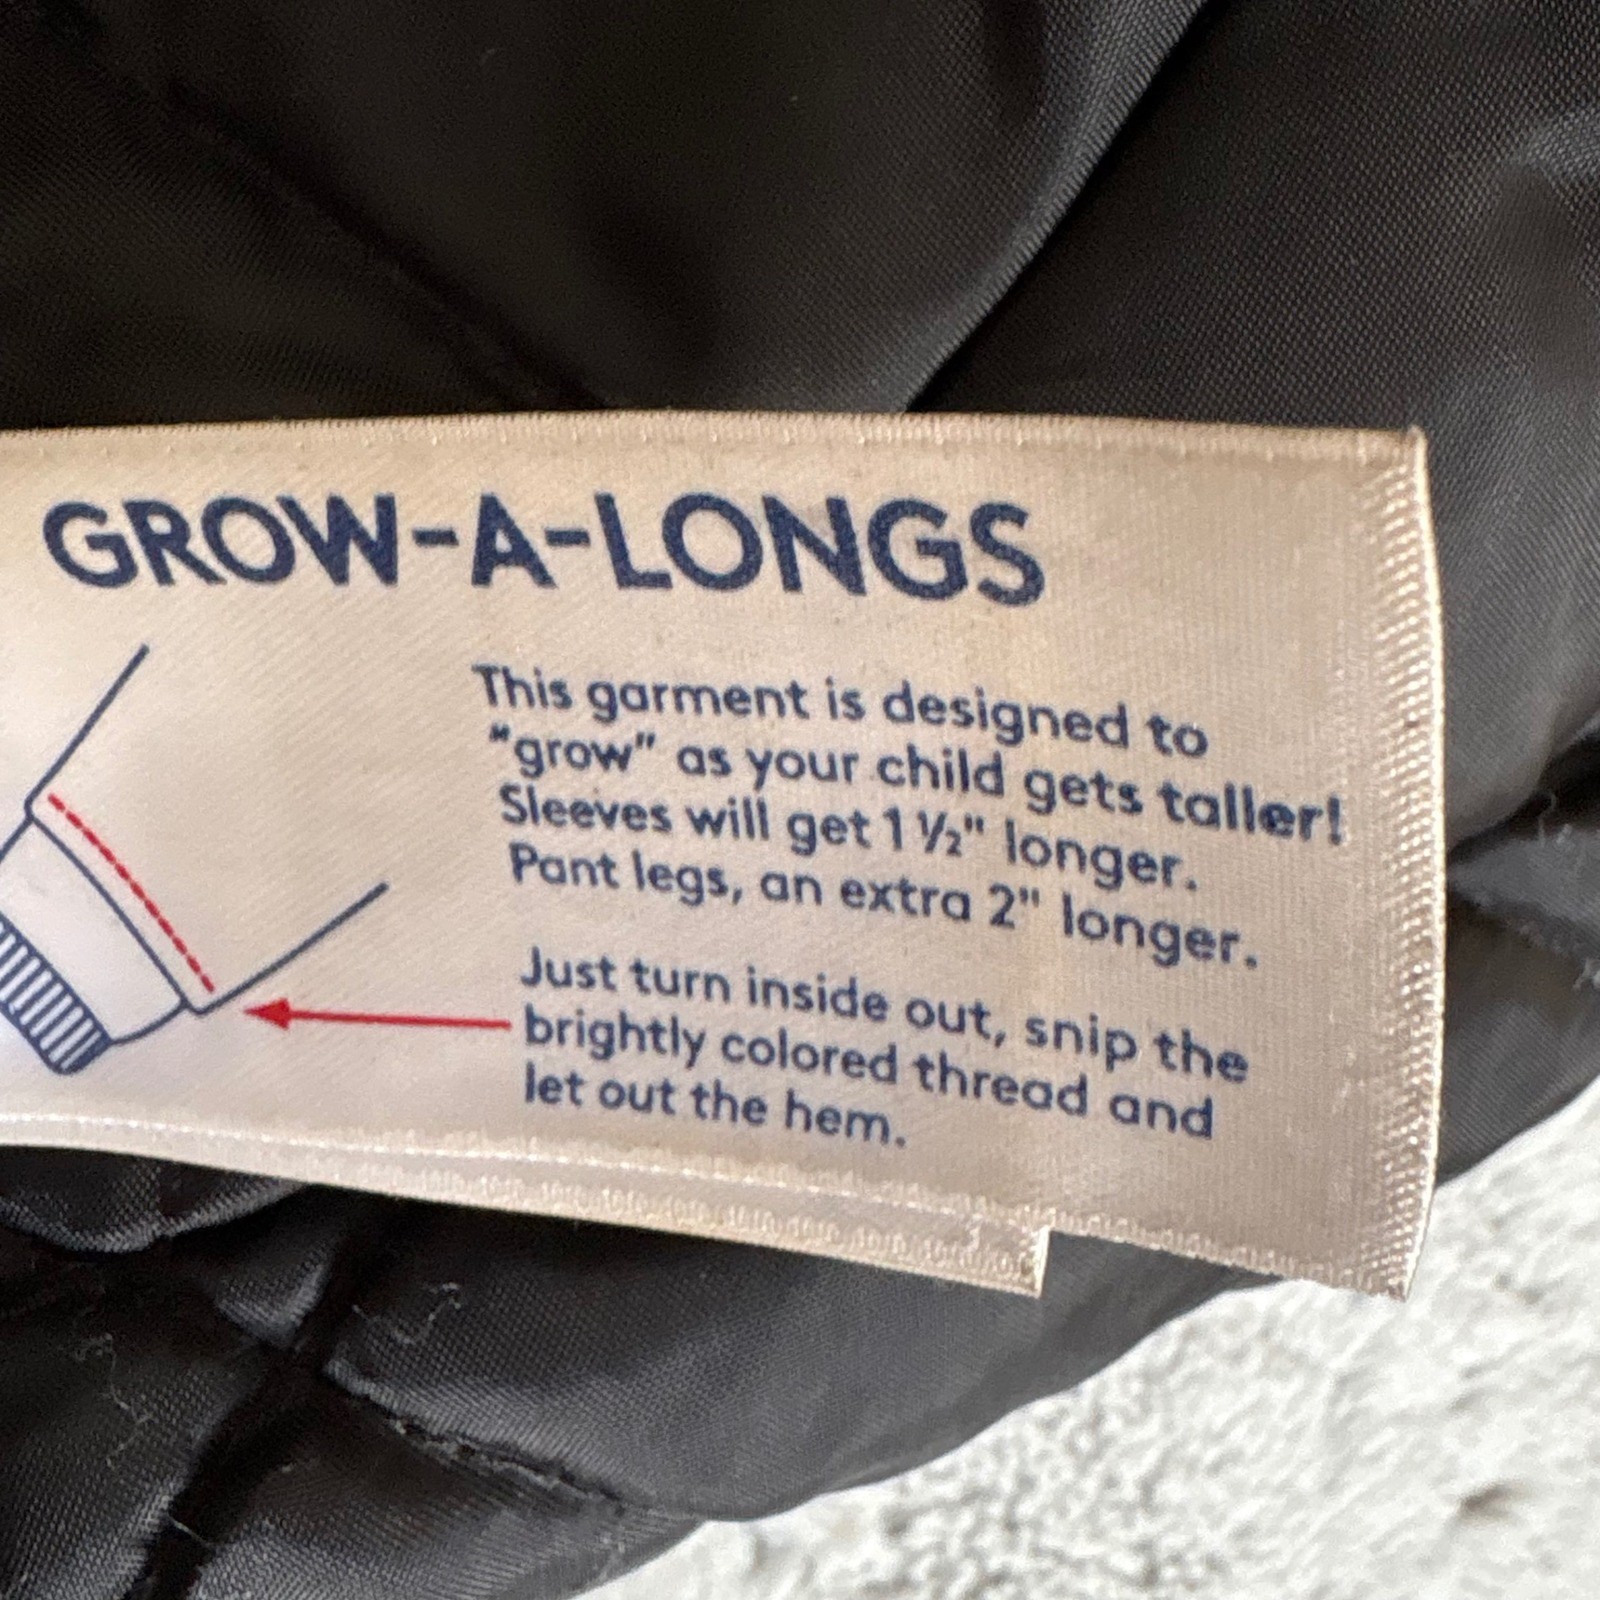 GROW-A-LONGS
This garment is designed to
“grow” as your child gets taller!
Sleeves will get 1 ½" longer.
Pant legs, an extra 2" longer.
Just turn inside out, snip the
brightly colored thread and
let out the hem.